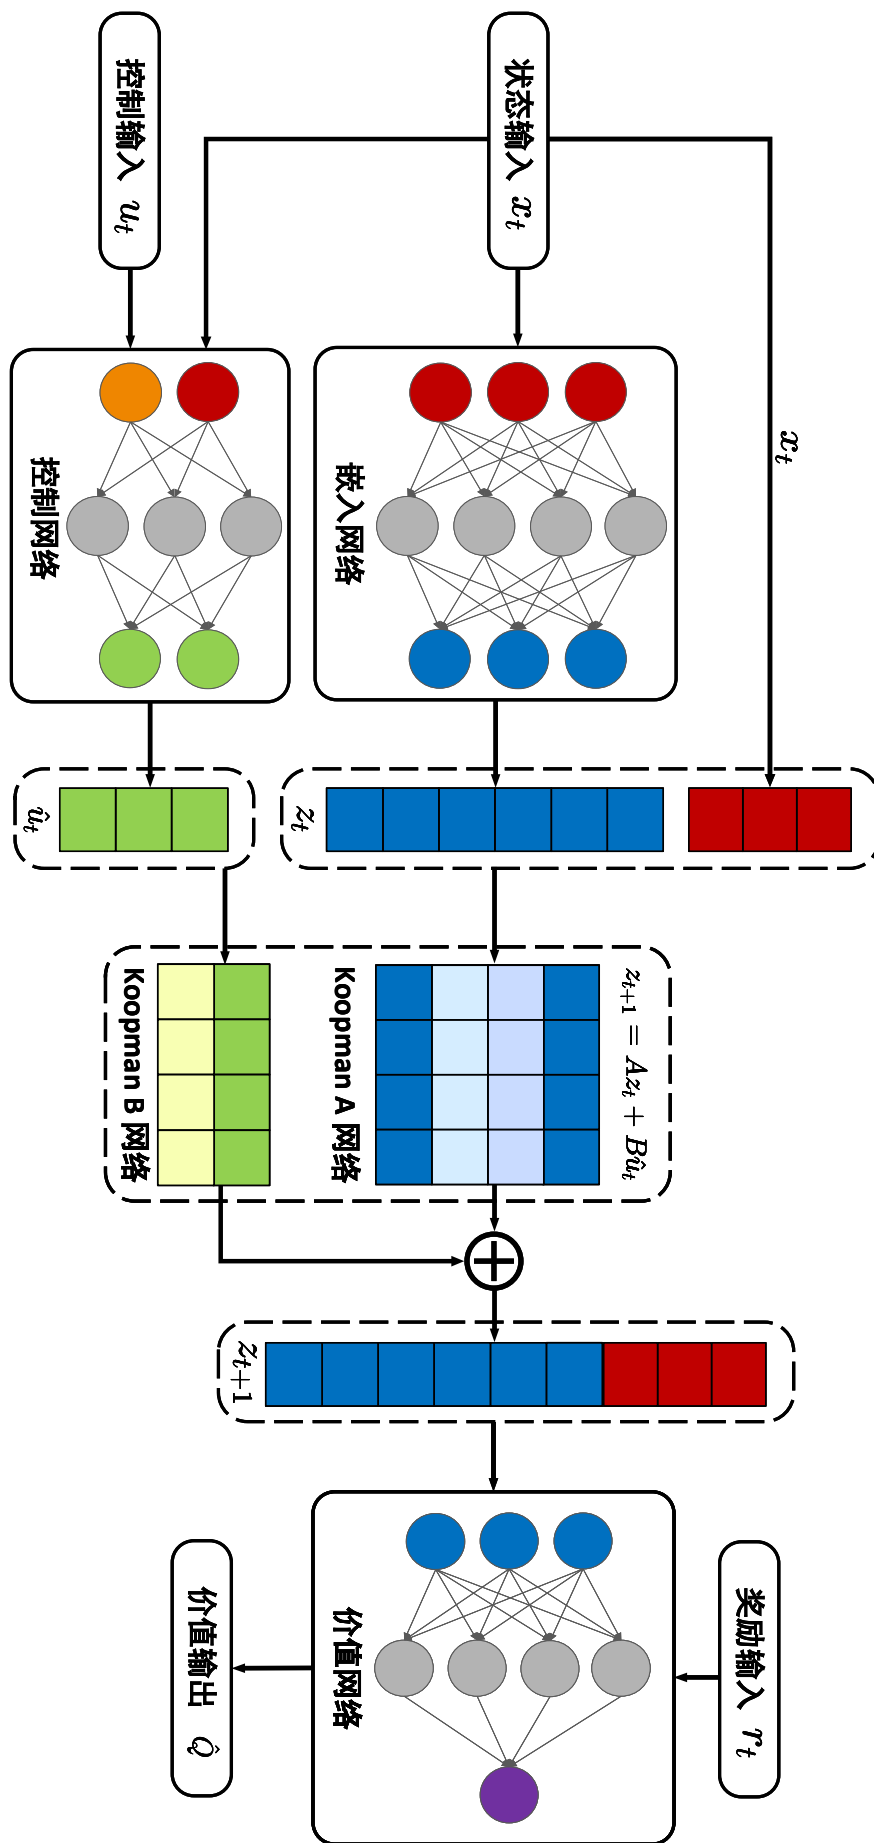 x_t
状态输入 x_t
控制输入 u_t
嵌入网络
控制网络
z_t
û_t
z_{t+1} = Az_t + Bû_t
Koopman A 网络
Koopman B 网络
z_{t+1}
奖励输入 r_t
价值网络
价值输出 Q̂